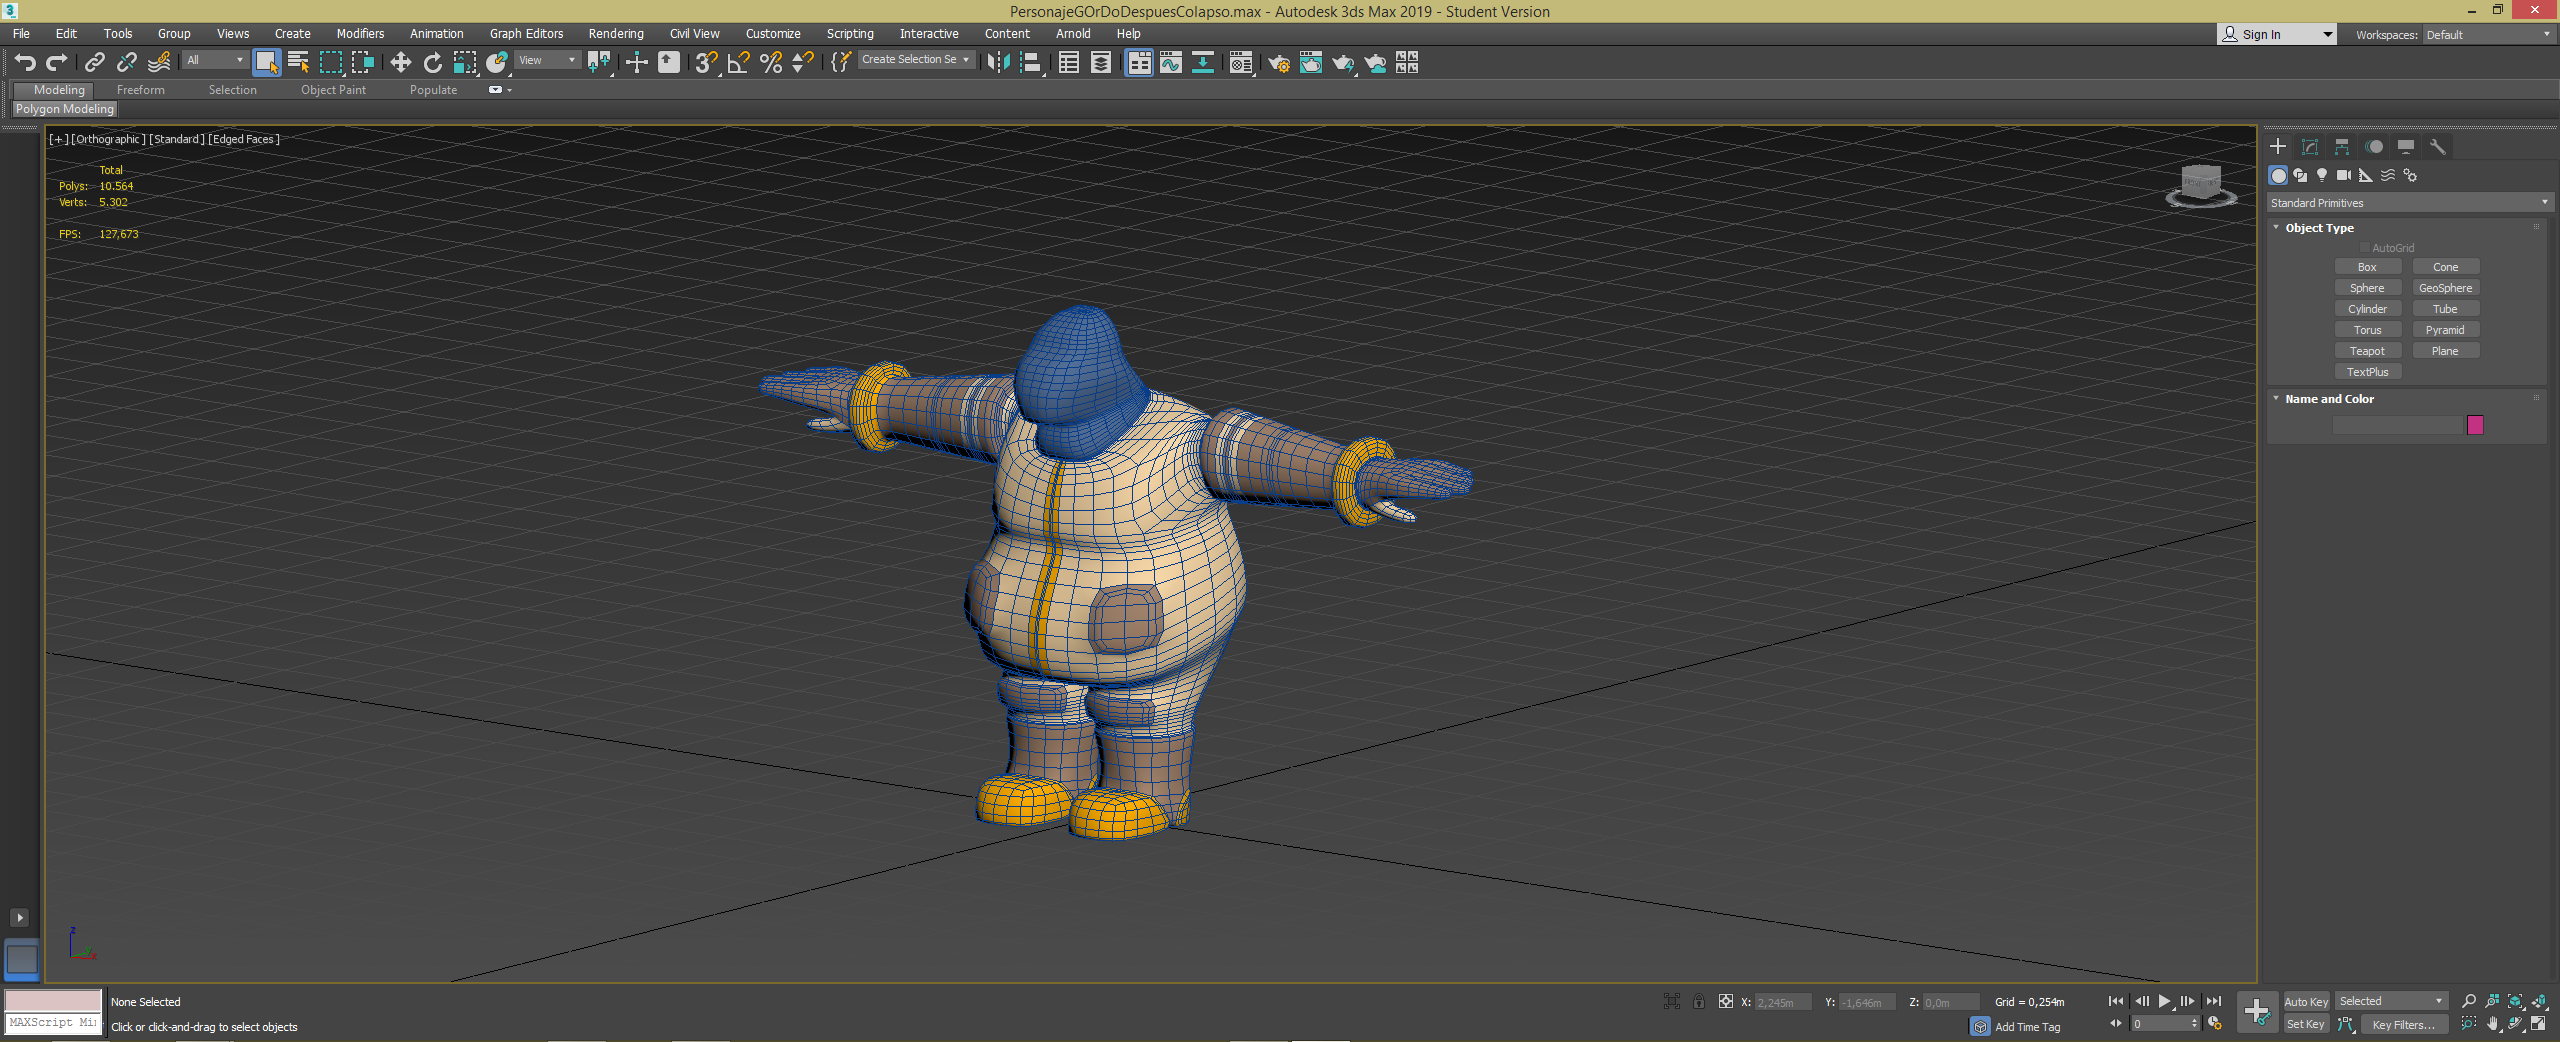 PersonajeGOrDoDespuesColapso.max - Autodesk 3ds Max 2019 - Student Version
File Edit Tools Group Views Create Modifiers Animation Graph Editors Rendering Civil View Customize Scripting Interactive Content Arnold Help
Sign In
Workspaces: Default
All
View
Create Selection Se
Modeling Freeform Selection Object Paint Populate
Polygon Modeling
[+] [Orthographic] [Standard] [Edged Faces]
Total
Polys: 10.564
Verts: 5.302
FPS: 127,673
Standard Primitives
Object Type
AutoGrid
Box Cone
Sphere GeoSphere
Cylinder Tube
Torus Pyramid
Teapot Plane
TextPlus
Name and Color
z
None Selected
MAXScript Mi
Click or click-and-drag to select objects
X: 2,245m Y: -1,646m Z: 0,0m Grid = 0,254m
Add Time Tag
0
Auto Key Selected
Set Key Key Filters...